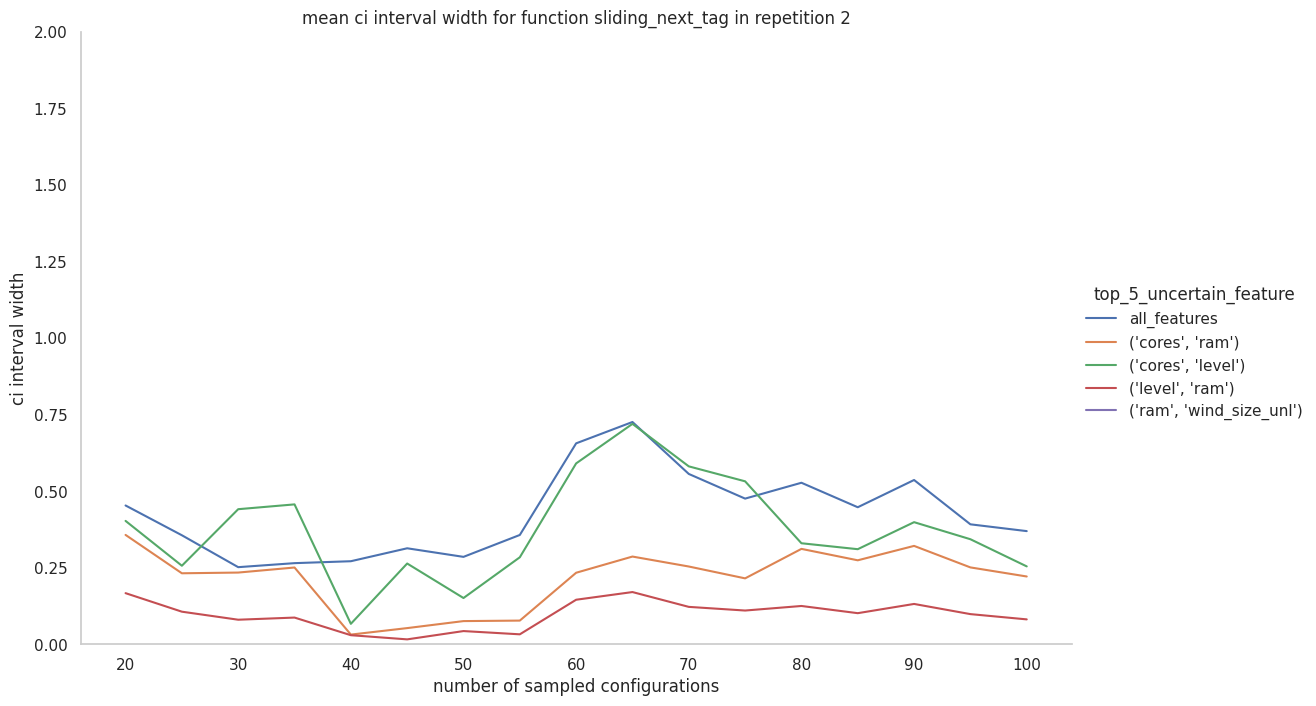 mean ci interval width for function sliding_next_tag in repetition 2
2.00
1.75
1.50
1.25
1.00
0.75
0.50
0.25
0.00
ci interval width
20 30 40 50 60 70 80 90 100
number of sampled configurations
top_5_uncertain_feature
all_features
('cores', 'ram')
('cores', 'level')
('level', 'ram')
('ram', 'wind_size_unl')